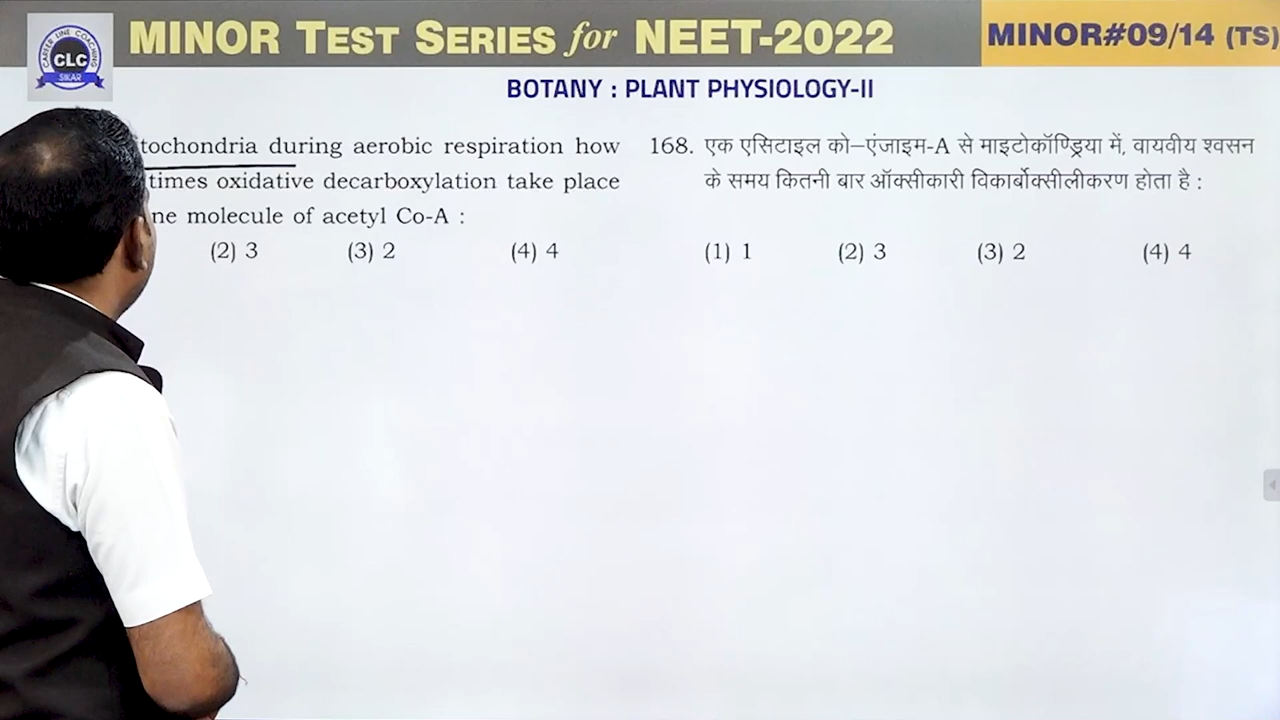 MINOR TEST SERIES for NEET-2022
MINOR#09/14 (TS)
CAREER LINE COACHING
CLC
SIKAR
BOTANY : PLANT PHYSIOLOGY-II
tochondria during aerobic respiration how
times oxidative decarboxylation take place
ne molecule of acetyl Co-A :
(2) 3 (3) 2 (4) 4
168. एक एसिटाइल को–एंजाइम-A से माइटोकॉण्ड्रिया में, वायवीय श्वसन
के समय कितनी बार ऑक्सीकारी विकार्बोक्सीलीकरण होता है :
(1) 1 (2) 3 (3) 2 (4) 4